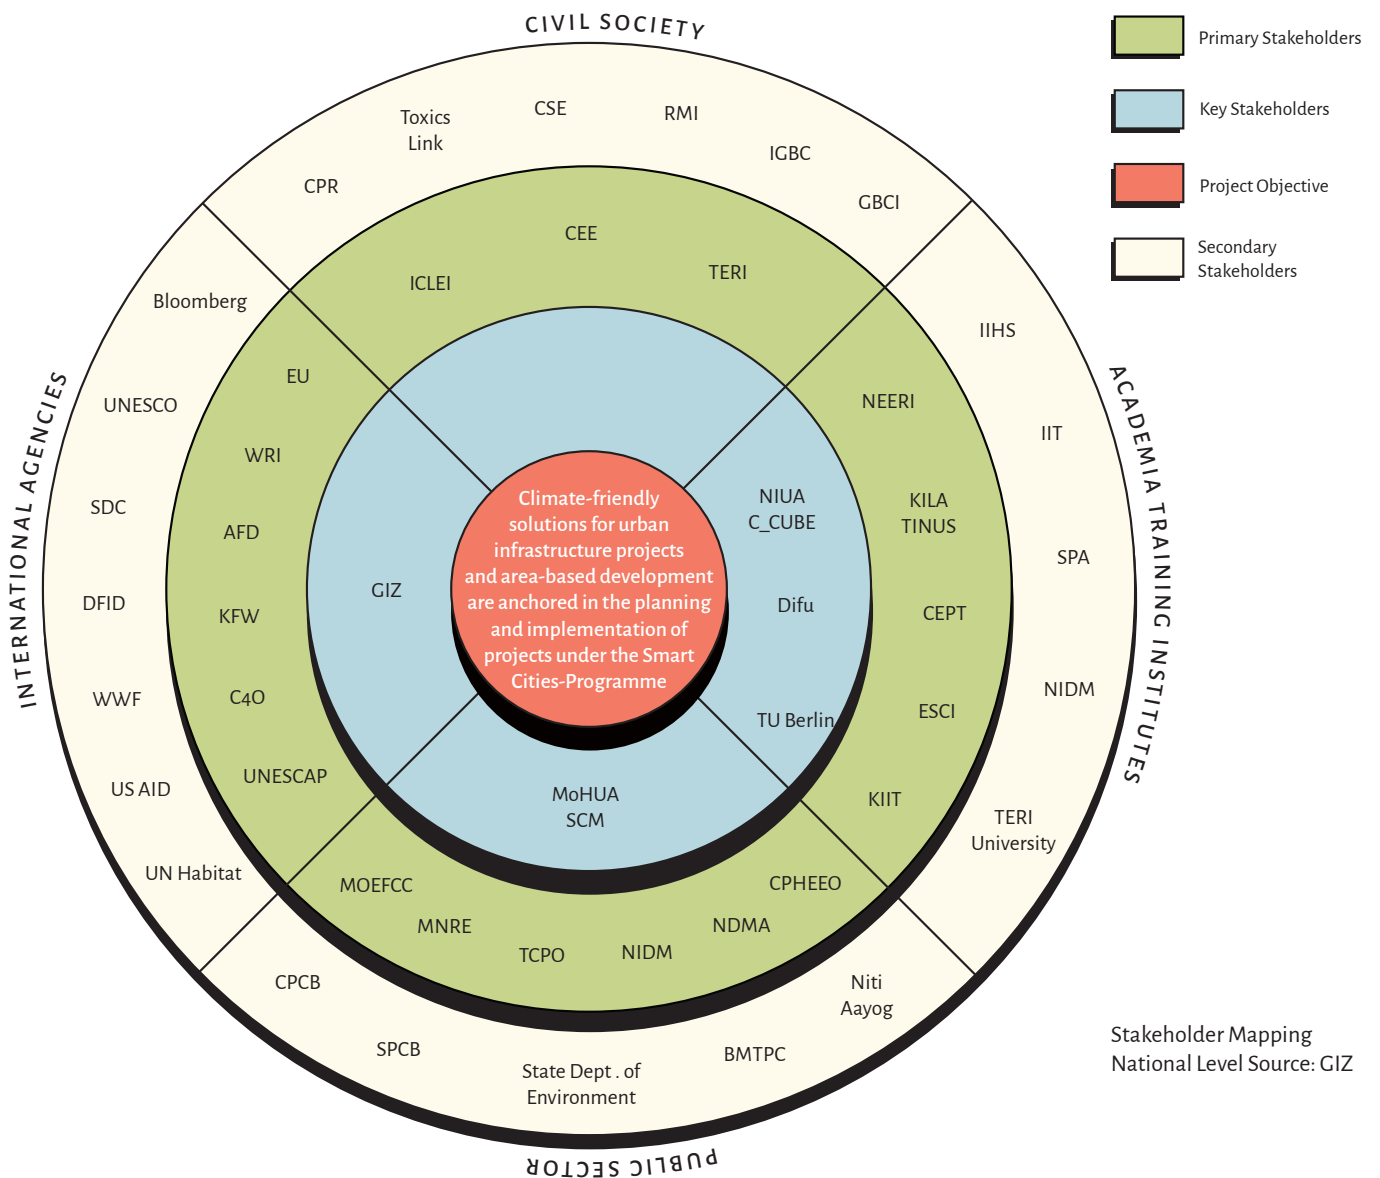 CIVIL SOCIETY
Primary Stakeholders
Key Stakeholders
Project Objective
Secondary
Stakeholders
CPR
Toxics
Link
CSE
RMI
IGBC
GBCI
ICLEI
CEE
TERI
INTERNATIONAL AGENCIES
Bloomberg
UNESCO
SDC
DFID
WWF
US AID
UN Habitat
EU
WRI
AFD
KFW
C40
UNESCAP
GIZ
Climate-friendly
solutions for urban
infrastructure projects
and area-based development
are anchored in the planning
and implementation of
projects under the Smart
Cities-Programme
NIUA
C_CUBE
Difu
TU Berlin
NEERI
KILA
TINUS
CEPT
ESCI
KIIT
IIHS
IIT
SPA
NIDM
TERI
University
ACADEMIA TRAINING INSTITUTES
MoHUA
SCM
MOEFCC
MNRE
TCPO
NIDM
NDMA
CPHEEO
CPCB
SPCB
State Dept . of
Environment
BMTPC
Niti
Aayog
PUBLIC SECTOR
Stakeholder Mapping
National Level Source: GIZ